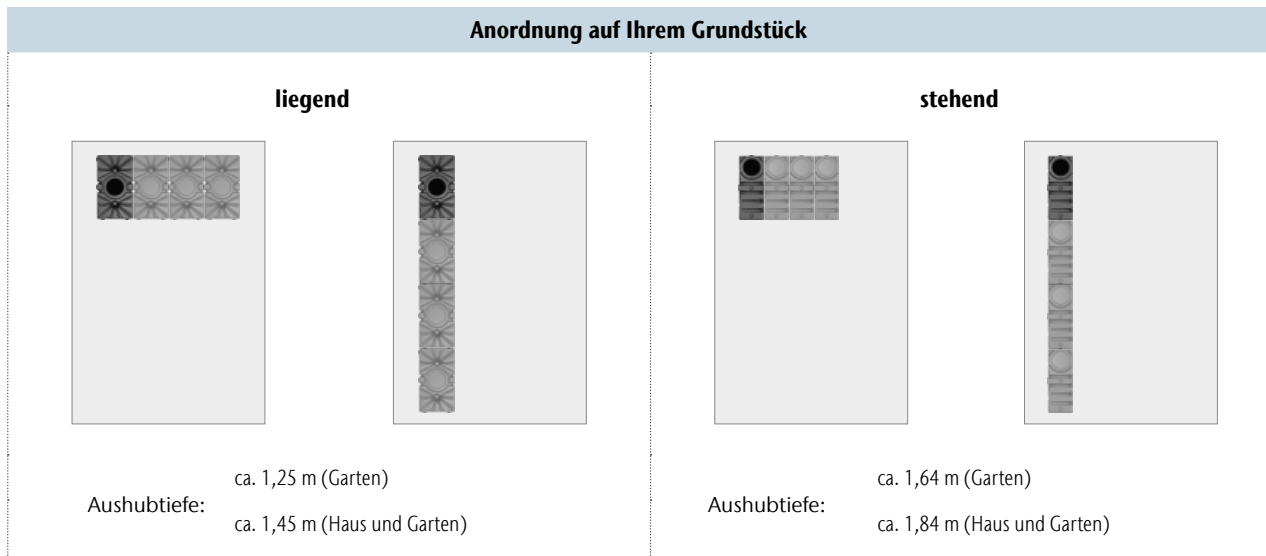 Anordnung auf Ihrem Grundstück
liegend
stehend
ca. 1,25 m (Garten)
Aushubtiefe:
ca. 1,45 m (Haus und Garten)
ca. 1,64 m (Garten)
Aushubtiefe:
ca. 1,84 m (Haus und Garten)